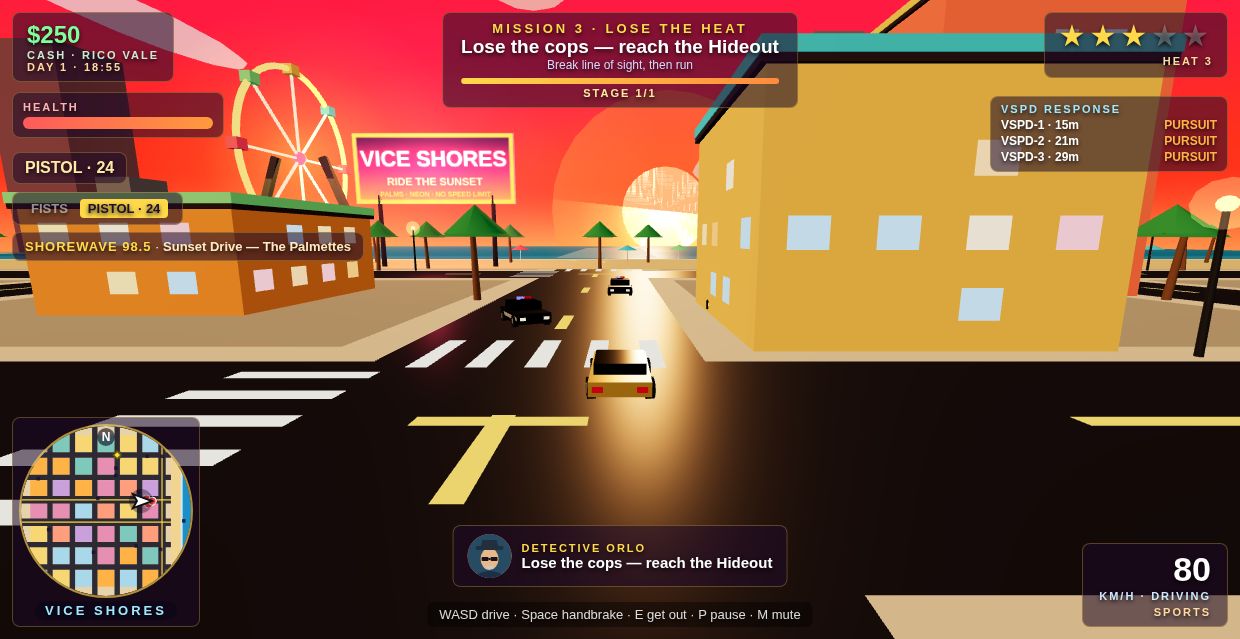 $250
CASH · RICO VALE
DAY 1 · 18:55
HEALTH
PISTOL · 24
FISTS PISTOL · 24
SHOREWAVE 98.5 · Sunset Drive — The Palmettes
MISSION 3 · LOSE THE HEAT
Lose the cops — reach the Hideout
Break line of sight, then run
STAGE 1/1
HEAT 3
VSPD RESPONSE
VSPD-1 · 15m PURSUIT
VSPD-2 · 21m PURSUIT
VSPD-3 · 29m PURSUIT
VICE SHORES
RIDE THE SUNSET
PALMS · NEON · NO SPEED LIMIT
N
VICE SHORES
DETECTIVE ORLO
Lose the cops — reach the Hideout
WASD drive · Space handbrake · E get out · P pause · M mute
80
KM/H · DRIVING
SPORTS